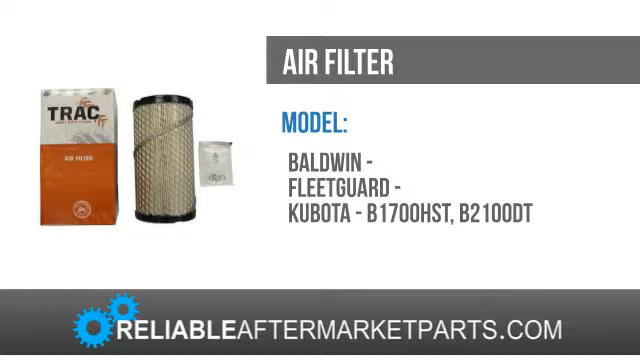 AIR FILTER
MODEL:
BALDWIN -
FLEETGUARD -
KUBOTA - B1700HST, B2100DT
TRAC
AIR FILTER
RELIABLEAFTERMARKETPARTS.COM